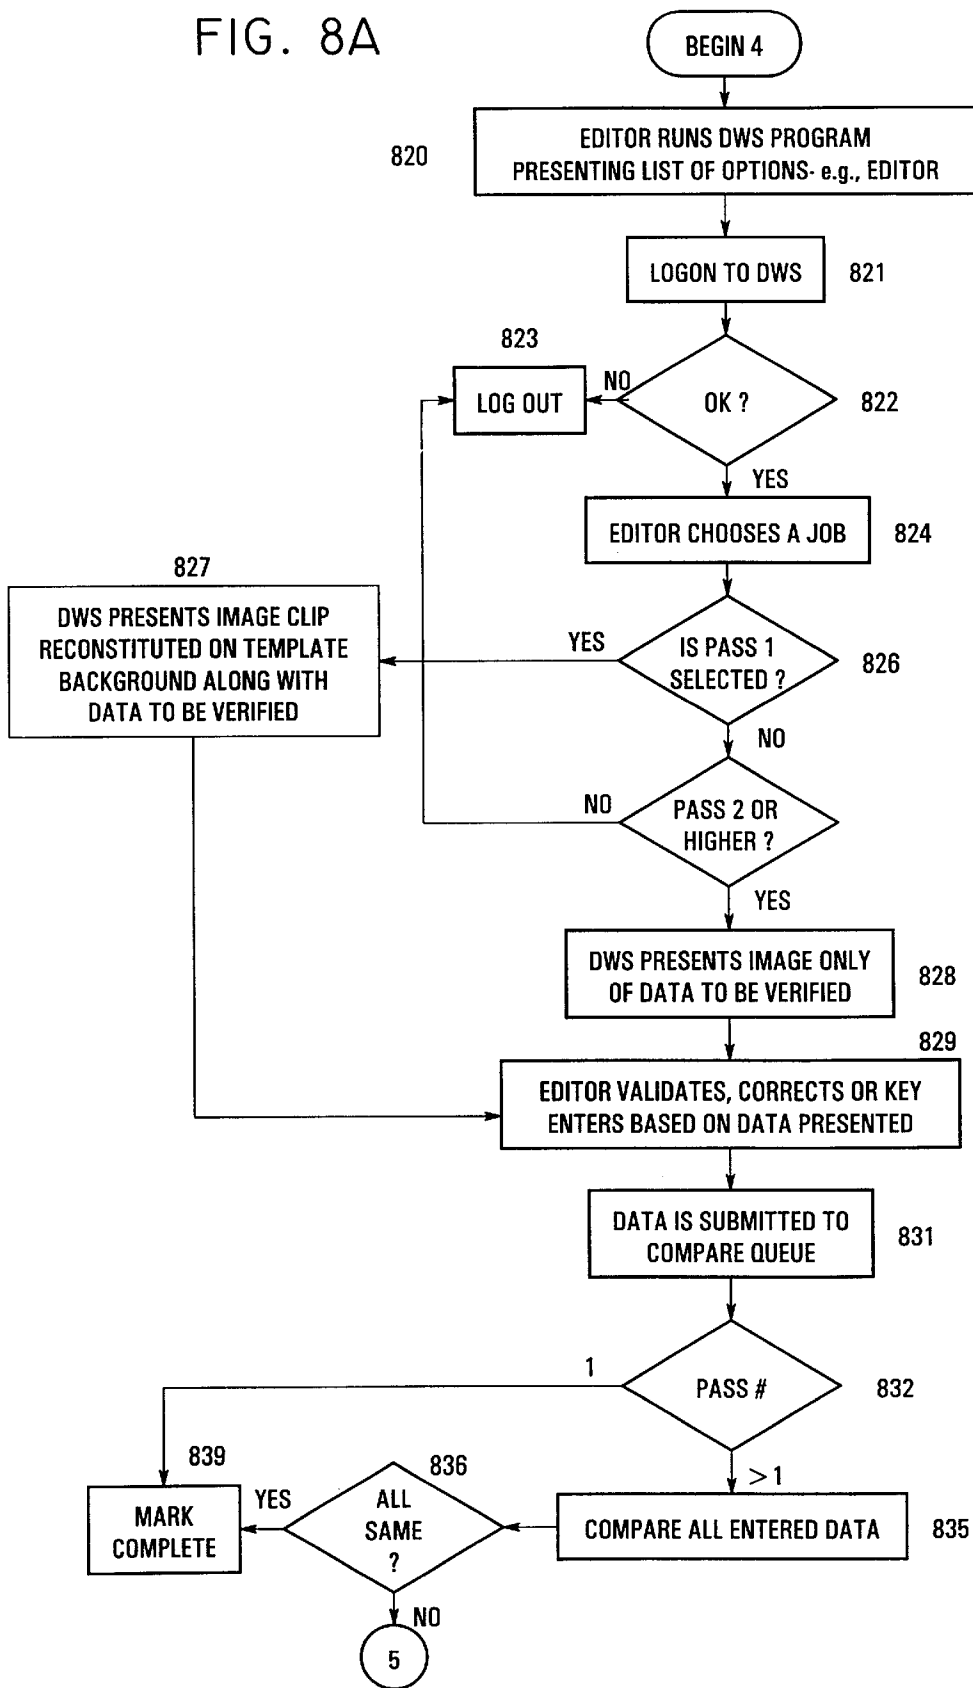 FIG. 8A
BEGIN 4
820
EDITOR RUNS DWS PROGRAM
PRESENTING LIST OF OPTIONS- e.g., EDITOR
LOGON TO DWS
821
823
LOG OUT
NO
OK ?
822
YES
EDITOR CHOOSES A JOB
824
827
DWS PRESENTS IMAGE CLIP
RECONSTITUTED ON TEMPLATE
BACKGROUND ALONG WITH
DATA TO BE VERIFIED
YES
IS PASS 1
SELECTED ?
826
NO
NO
PASS 2 OR
HIGHER ?
YES
DWS PRESENTS IMAGE ONLY
OF DATA TO BE VERIFIED
828
829
EDITOR VALIDATES, CORRECTS OR KEY
ENTERS BASED ON DATA PRESENTED
DATA IS SUBMITTED TO
COMPARE QUEUE
831
1
PASS #
832
>1
839
MARK
COMPLETE
YES
836
ALL
SAME
?
COMPARE ALL ENTERED DATA
835
NO
5